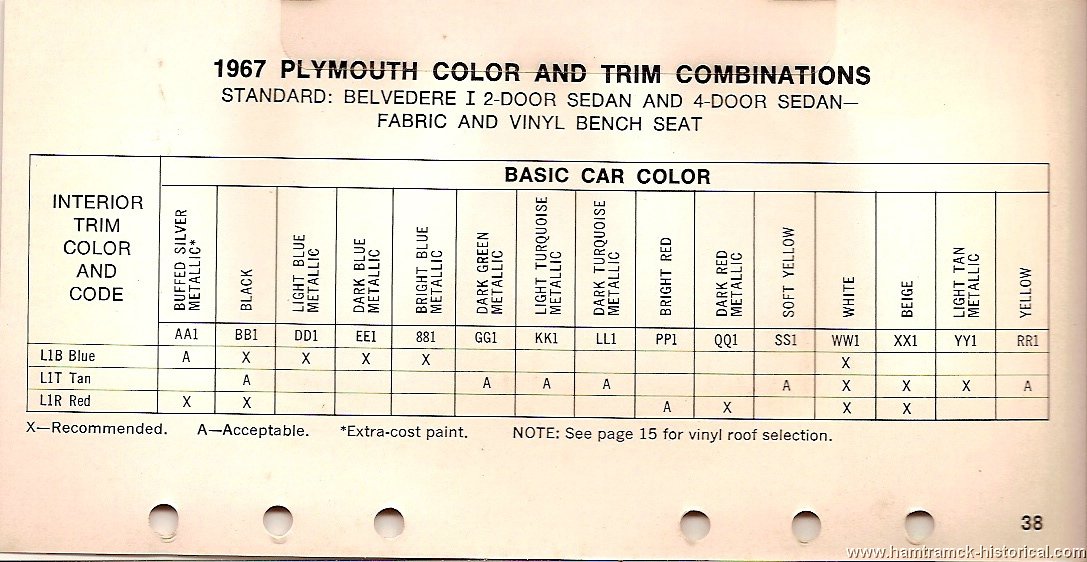 1967 PLYMOUTH COLOR AND TRIM COMBINATIONS
STANDARD: BELVEDERE I 2-DOOR SEDAN AND 4-DOOR SEDAN—
FABRIC AND VINYL BENCH SEAT
INTERIOR
TRIM
COLOR
AND
CODE
BASIC CAR COLOR
BUFFED SILVER
METALLIC*
BLACK
LIGHT BLUE
METALLIC
DARK BLUE
METALLIC
BRIGHT BLUE
METALLIC
DARK GREEN
METALLIC
LIGHT TURQUOISE
METALLIC
DARK TURQUOISE
METALLIC
BRIGHT RED
DARK RED
METALLIC
SOFT YELLOW
WHITE
BEIGE
LIGHT TAN
METALLIC
YELLOW
AA1 BB1 DD1 EE1 881 GG1 KK1 LL1 PP1 QQ1 SS1 WW1 XX1 YY1 RR1
L1B Blue A X X X X X
L1T Tan A A A A A X X X A
L1R Red X X A X X X
X—Recommended. A—Acceptable. *Extra-cost paint. NOTE: See page 15 for vinyl roof selection.
38
www.hamtramck-historical.com